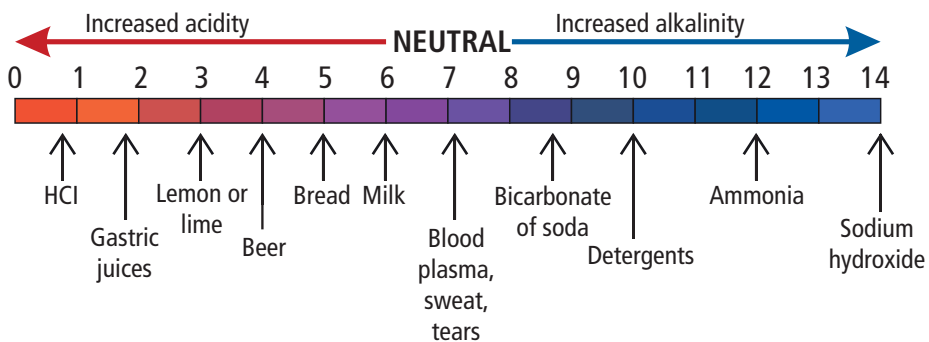 Increased acidity
NEUTRAL
Increased alkalinity
0 1 2 3 4 5 6 7 8 9 10 11 12 13 14
HCl
Gastric
juices
Lemon or
lime
Beer
Bread
Milk
Blood
plasma,
sweat,
tears
Bicarbonate
of soda
Detergents
Ammonia
Sodium
hydroxide